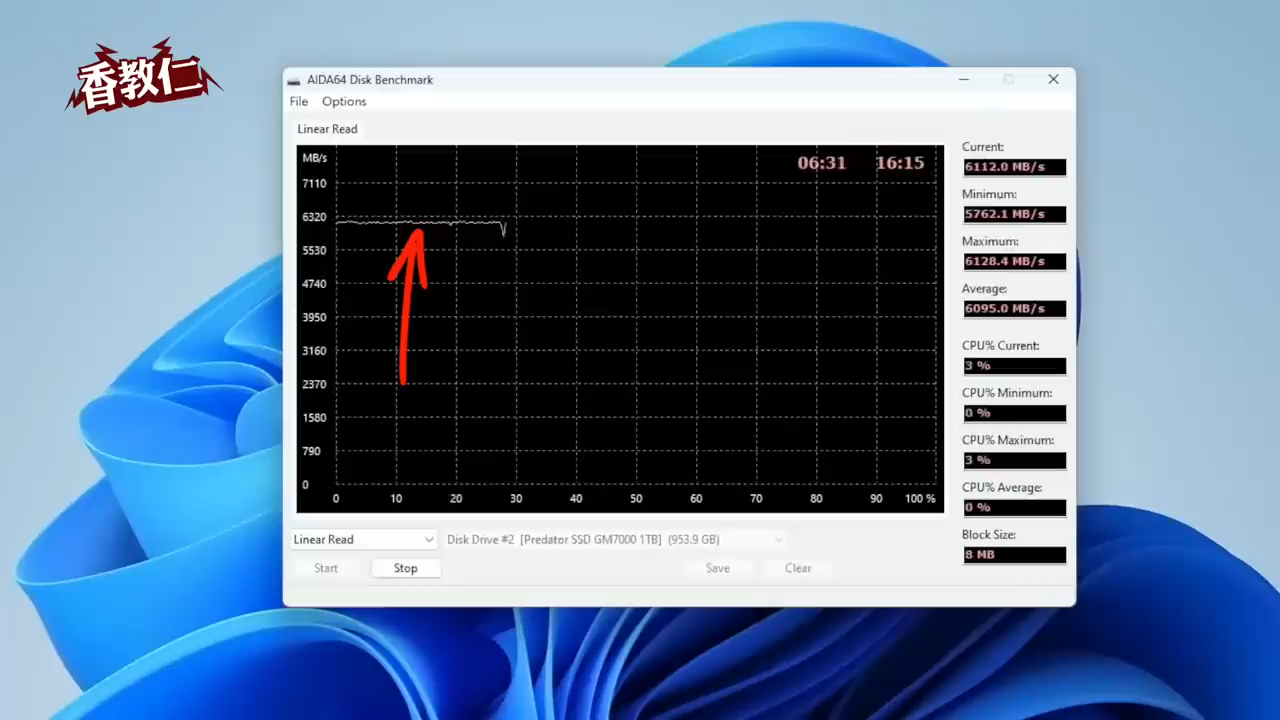 香教仁
AIDA64 Disk Benchmark
File Options
Linear Read
MB/s
7110
6320
5530
4740
3950
3160
2370
1580
790
0
06:31 16:15
0 10 20 30 40 50 60 70 80 90 100 %
Current:
6112.0 MB/s
Minimum:
5762.1 MB/s
Maximum:
6128.4 MB/s
Average:
6095.0 MB/s
CPU% Current:
3 %
CPU% Minimum:
0 %
CPU% Maximum:
3 %
CPU% Average:
0 %
Block Size:
8 MB
Linear Read Disk Drive #2 [Predator SSD GM7000 1TB] (953.9 GB)
Start Stop Save Clear